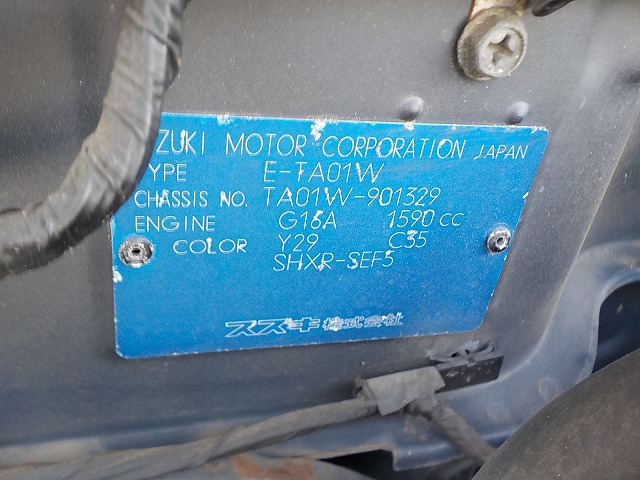 ZUKI MOTOR CORPORATION JAPAN
YPE E-TA01W
CHASSIS NO. TA01W-901329
ENGINE G16A 1590 CC
COLOR Y29 C35
SHXR-SEF5
スズキ株式会社